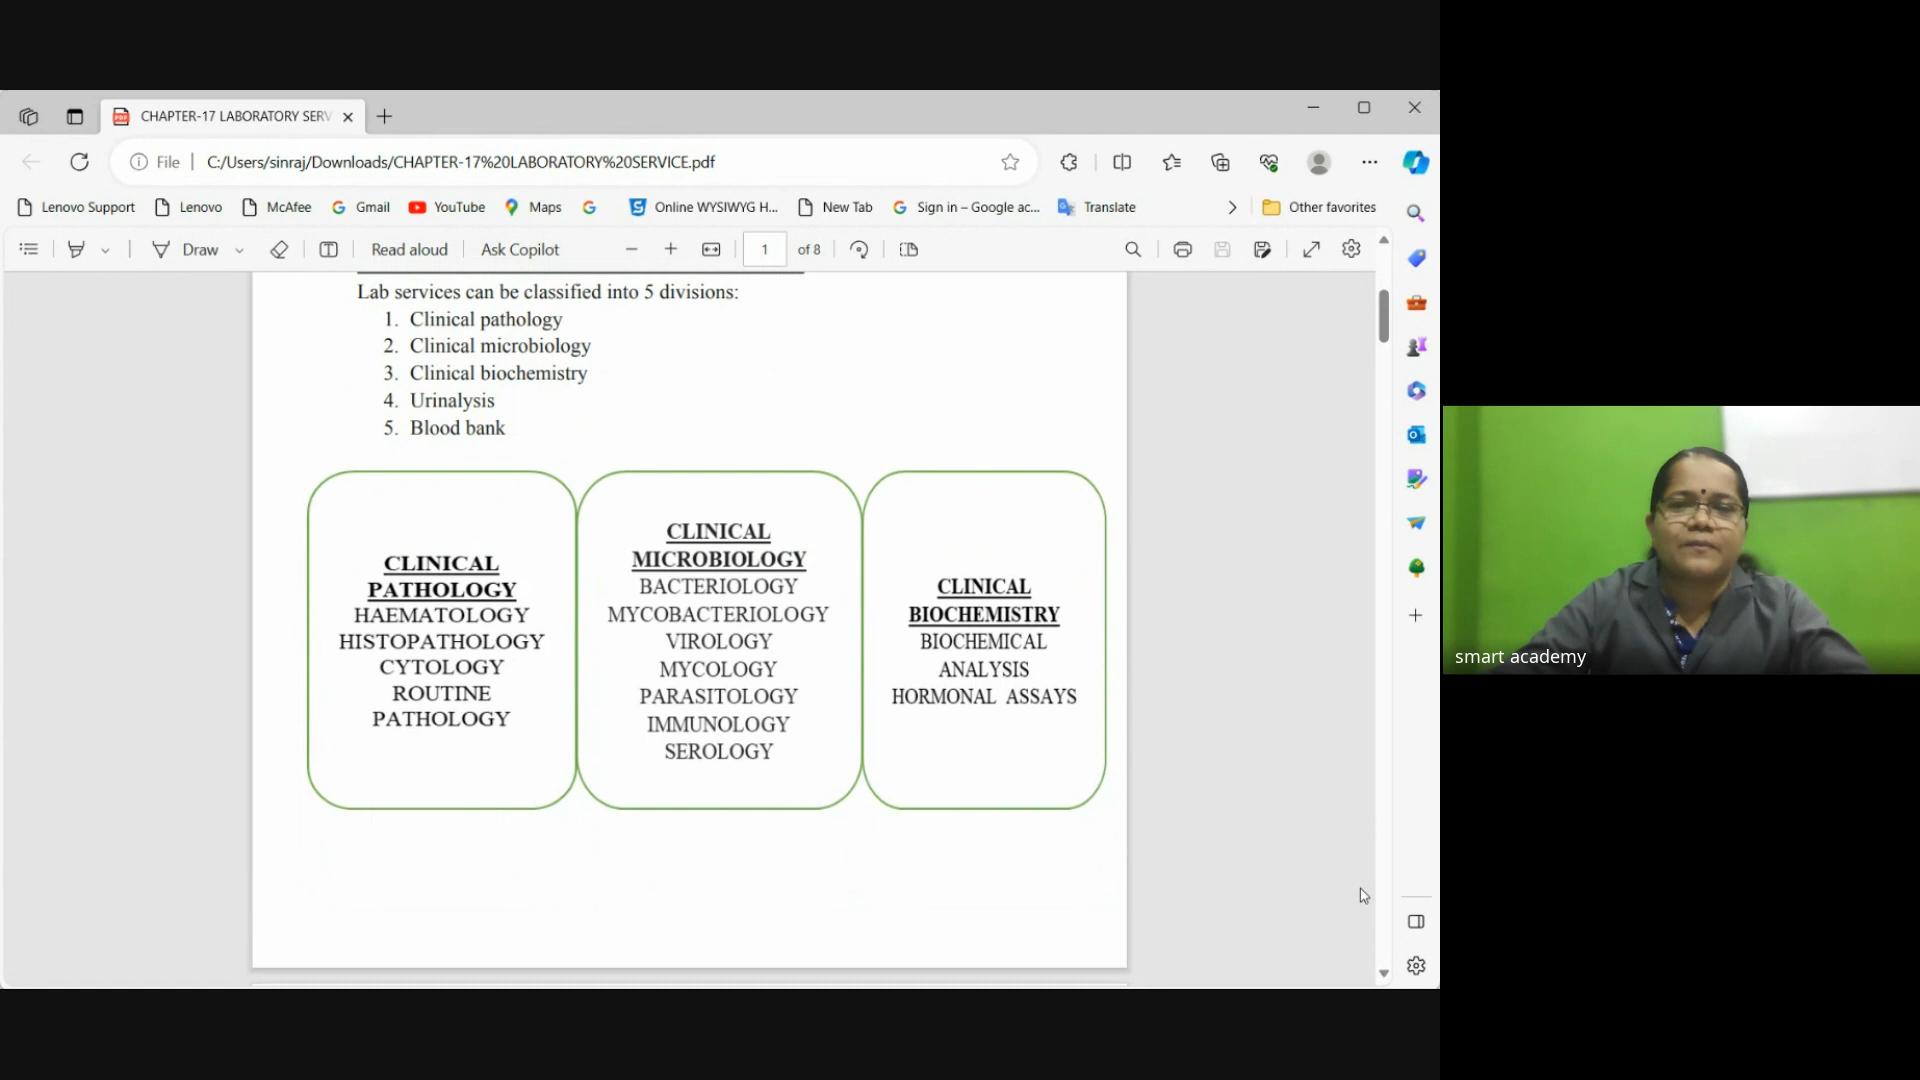 CHAPTER-17 LABORATORY SERV
File
C:/Users/sinraj/Downloads/CHAPTER-17%20LABORATORY%20SERVICE.pdf
Lenovo Support
Lenovo
McAfee
Gmail
YouTube
Maps
Online WYSIWYG H...
New Tab
Sign in – Google ac...
Translate
Other favorites
Draw
Read aloud
Ask Copilot
1
of 8
Lab services can be classified into 5 divisions:
1. Clinical pathology
2. Clinical microbiology
3. Clinical biochemistry
4. Urinalysis
5. Blood bank
CLINICAL
PATHOLOGY
HAEMATOLOGY
HISTOPATHOLOGY
CYTOLOGY
ROUTINE
PATHOLOGY
CLINICAL
MICROBIOLOGY
BACTERIOLOGY
MYCOBACTERIOLOGY
VIROLOGY
MYCOLOGY
PARASITOLOGY
IMMUNOLOGY
SEROLOGY
CLINICAL
BIOCHEMISTRY
BIOCHEMICAL
ANALYSIS
HORMONAL ASSAYS
smart academy